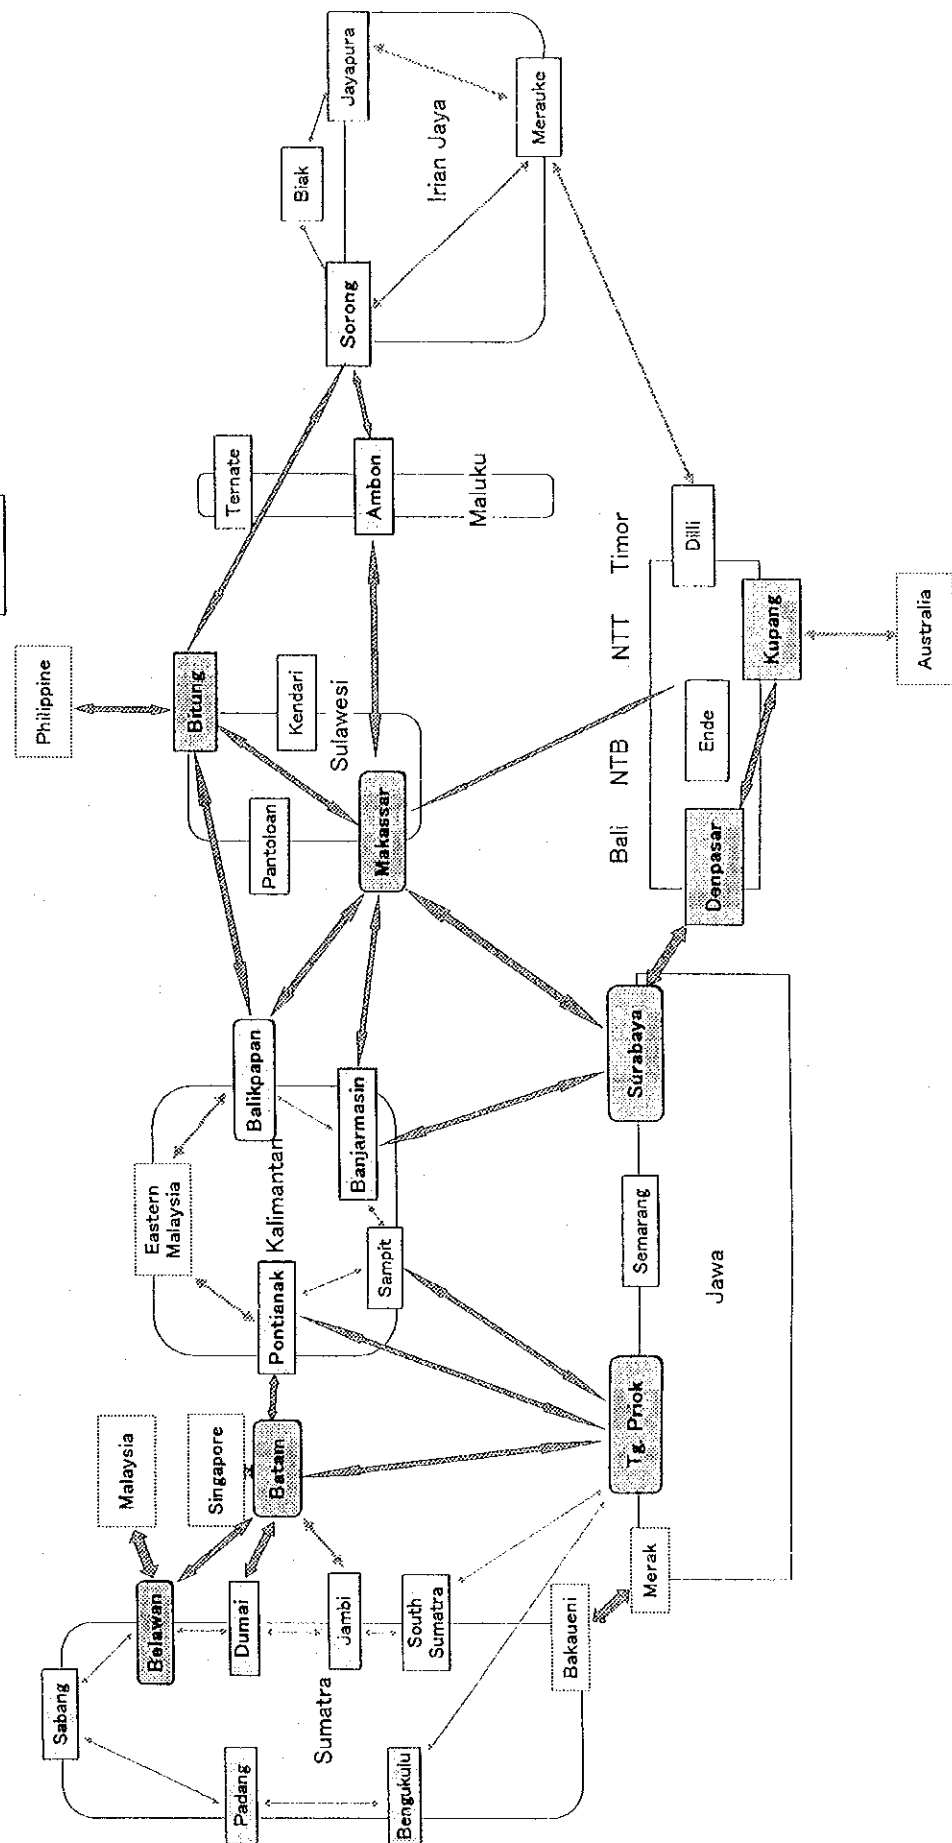 Philippine
Malaysia
Singapore
Eastern
Malaysia
Sabang
Belawan
Dumai
Jambi
South
Sumatra
Bakaueni
Padang
Bengukulu
Sumatra
Batam
Pontianak
Kalimantan
Balikpapan
Banjarmasin
Sampit
Merak
Tg. Priok
Semarang
Surabaya
Jawa
Bitung
Kendari
Pantoloan
Sulawesi
Makassar
Ternate
Ambon
Maluku
Sorong
Biak
Jayapura
Irian Jaya
Merauke
Bali
NTB
NTT
Timor
Denpasar
Ende
Dilli
Kupang
Australia